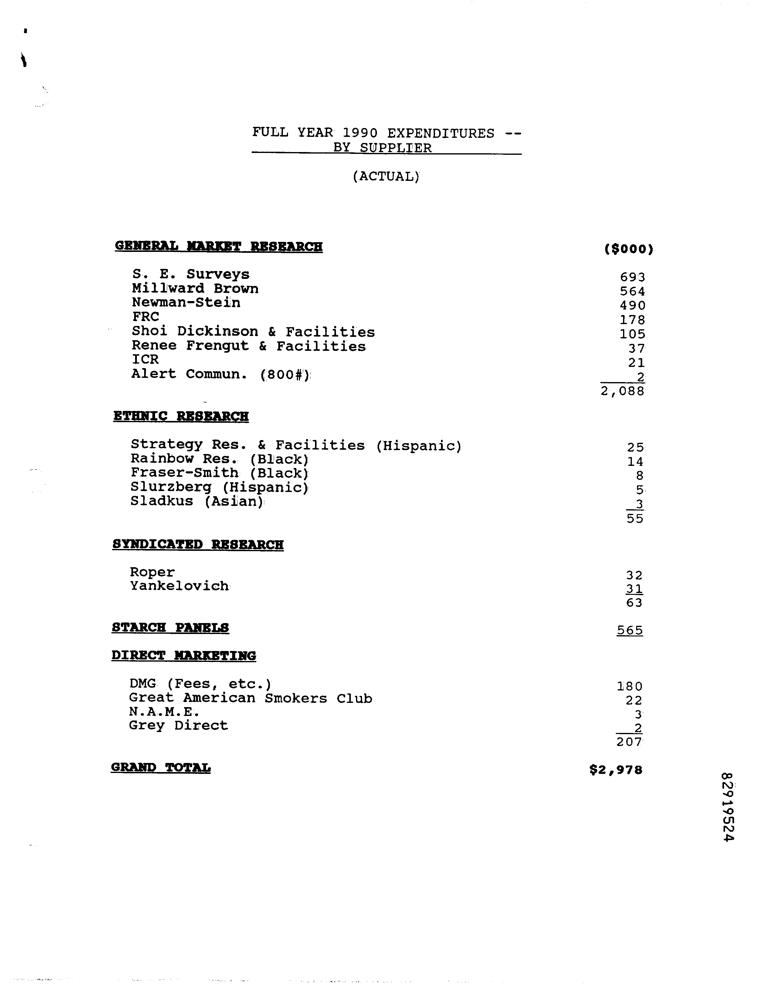 FULL YEAR 1990 EXPENDITURES --
BY SUPPLIER
(ACTUAL)
GENERAL MARKET RESEARCH ($000)
S. E. Surveys 693
Millward Brown 564
Newman-Stein 490
FRC 178
Shoi Dickinson & Facilities 105
Renee Frengut & Facilities 37
ICR 21
Alert Commun. (800#) 2
2,088
ETHNIC RESEARCH
Strategy Res. & Facilities (Hispanic) 25
Rainbow Res. (Black) 14
Fraser-Smith (Black) 8
Slurzberg (Hispanic) 5
Sladkus (Asian) 3
55
SYNDICATED RESEARCH
Roper 32
Yankelovich 31
63
STARCH PANELS 565
DIRECT MARKETING
DMG (Fees, etc.) 180
Great American Smokers Club 22
N.A.M.E. 3
Grey Direct 2
207
GRAND TOTAL $2,978
82919524